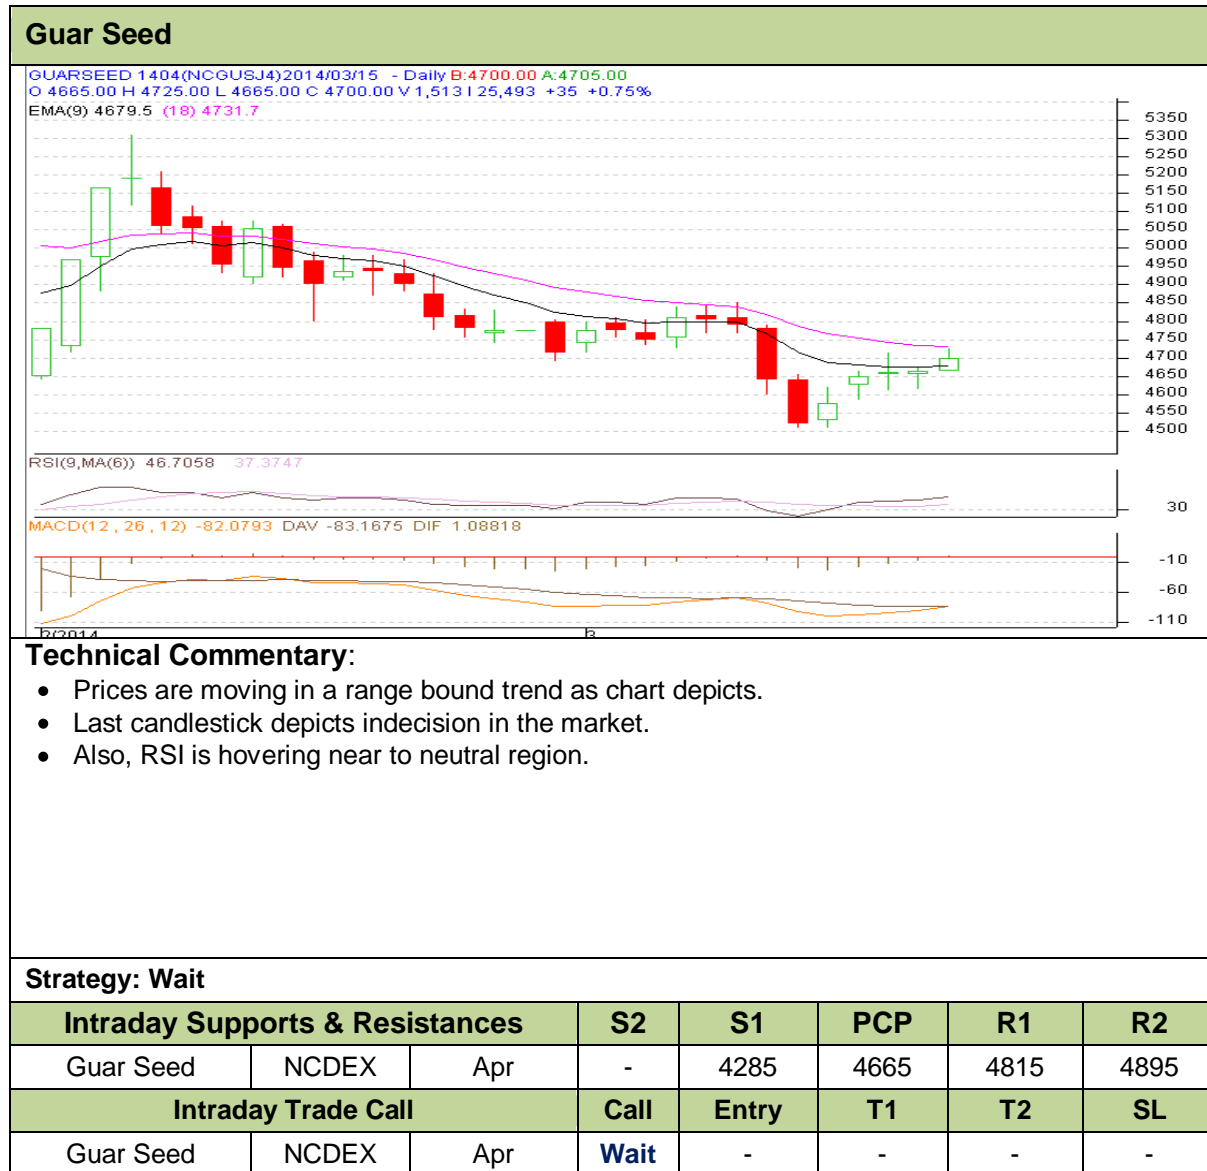 Guar Seed
GUARSEED 1404(NCGUSJ4)2014/03/15 - Daily B:4700.00 A:4705.00
O 4665.00 H 4725.00 L 4665.00 C 4700.00 V 1,513 I 25,493 +35 +0.75%
EMA(9) 4679.5 (18) 4731.7
5350
5300
5250
5200
5150
5100
5050
5000
4950
4900
4850
4800
4750
4700
4650
4600
4550
4500
RSI(9,MA(6)) 46.7058 37.3747
30
MACD(12 , 26 , 12) -82.0793 DAV -83.1675 DIF 1.08818
-10
-60
-110
2/2014 3
Technical Commentary:
• Prices are moving in a range bound trend as chart depicts.
• Last candlestick depicts indecision in the market.
• Also, RSI is hovering near to neutral region.
Strategy: Wait
Intraday Supports & Resistances S2 S1 PCP R1 R2
Guar Seed NCDEX Apr - 4285 4665 4815 4895
Intraday Trade Call Call Entry T1 T2 SL
Guar Seed NCDEX Apr Wait - - - -